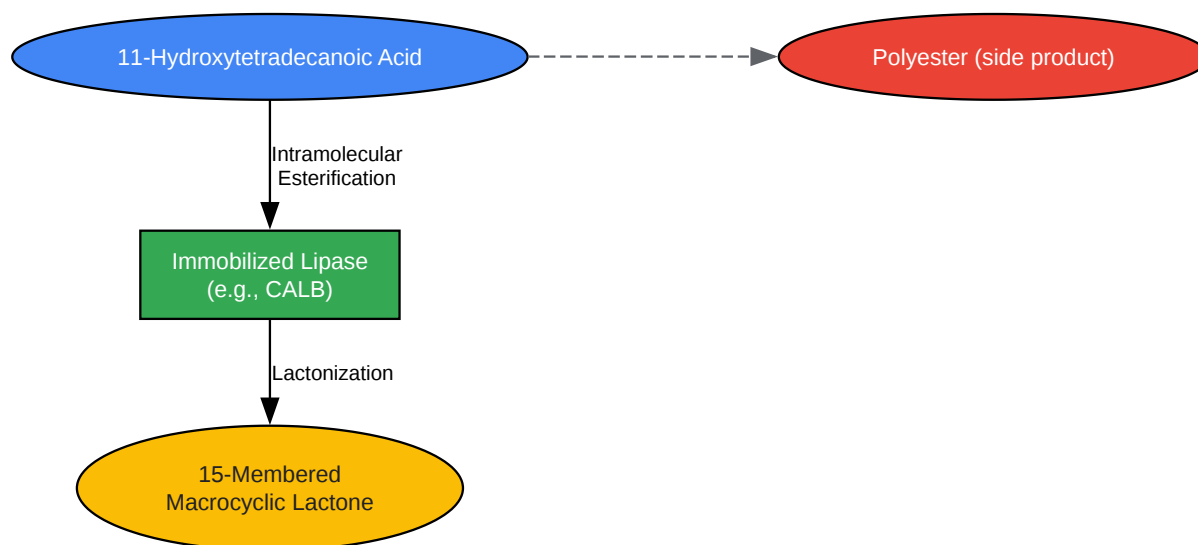 11-Hydroxytetradecanoic Acid
Polyester (side product)
Intramolecular
Esterification
Immobilized Lipase
(e.g., CALB)
Lactonization
15-Membered
Macrocyclic Lactone